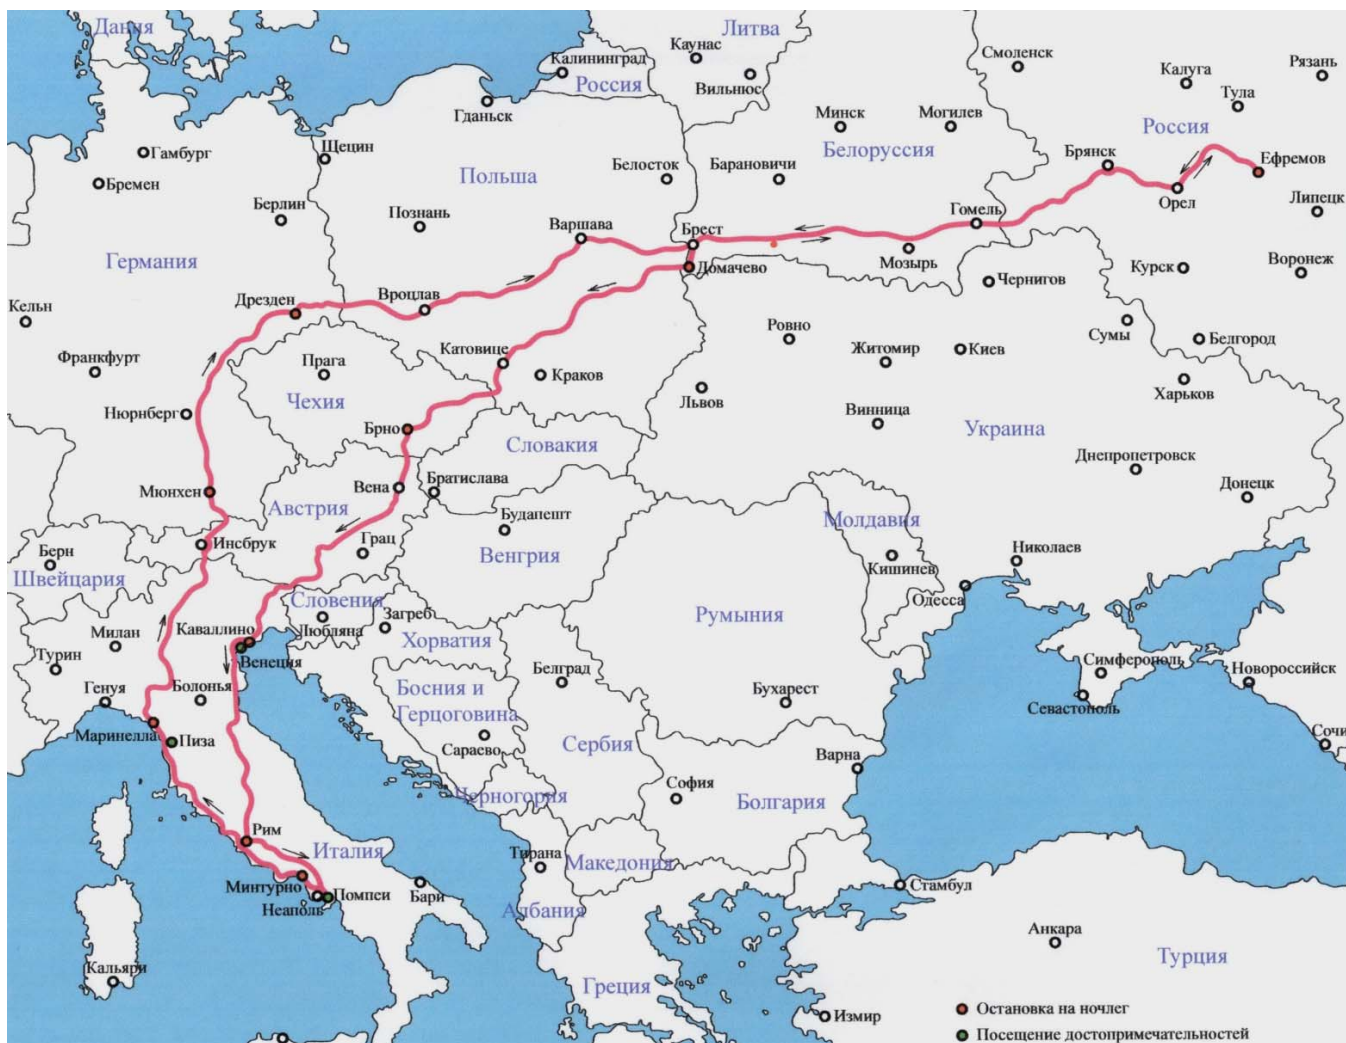 Дания
Литва
Каунас
Калининград
Смоленск
Рязань
Калуга
Россия
Вильнюс
Тула
Гданьск
Минск
Могилев
Россия
Щецин
Гамбург
Белоруссия
Брянск
Ефремов
Белосток
Барановичи
Польша
Бремен
Орел
Берлин
Гомель
Липецк
Познань
Варшава
Брест
Германия
Мозырь
Домачево
Курск
Воронеж
Чернигов
Дрезден
Вроцлав
Кельн
Ровно
Сумы
Белгород
Катовице
Житомир
Киев
Франкфурт
Прага
Краков
Харьков
Чехия
Львов
Нюрнберг
Винница
Брно
Словакия
Украина
Днепропетровск
Мюнхен
Вена
Братислава
Донецк
Австрия
Будапешт
Молдавия
Инсбрук
Грац
Николаев
Берн
Венгрия
Кишинев
Швейцария
Словения
Одесса
Загреб
Румыния
Милан
Каваллино
Любляна
Хорватия
Турин
Венеция
Белград
Симферополь
Новороссийск
Генуя
Болонья
Босния и
Герцоговина
Бухарест
Севастополь
Маринелла
Пиза
Сараево
Сербия
Сочи
Варна
Черногория
София
Болгария
Рим
Италия
Тирана
Македония
Минтурно
Помпеи
Неаполь
Бари
Стамбул
Албания
Анкара
Турция
Кальяри
Греция
Остановка на ночлег
Измир
Посещение достопримечательностей